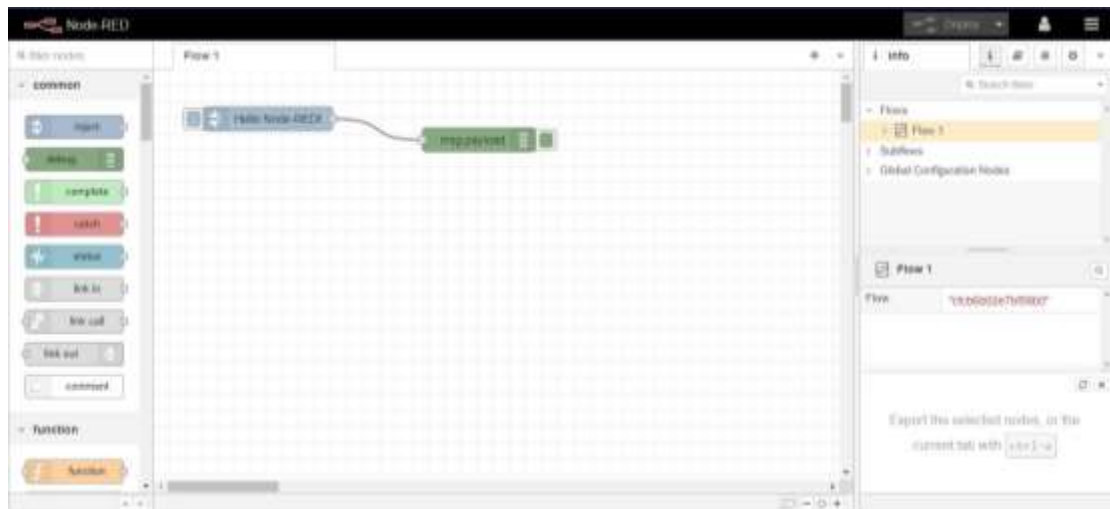 Node-RED
Deploy
filter nodes
Flow 1
info
common
inject
debug
complete
catch
status
link in
link call
link out
comment
function
function
Hello Node-RED!
msg.payload
Flows
Flow 1
Subflows
Global Configuration Nodes
Flow 1
Flow
Export the selected nodes, or the
current tab with ctrl-e